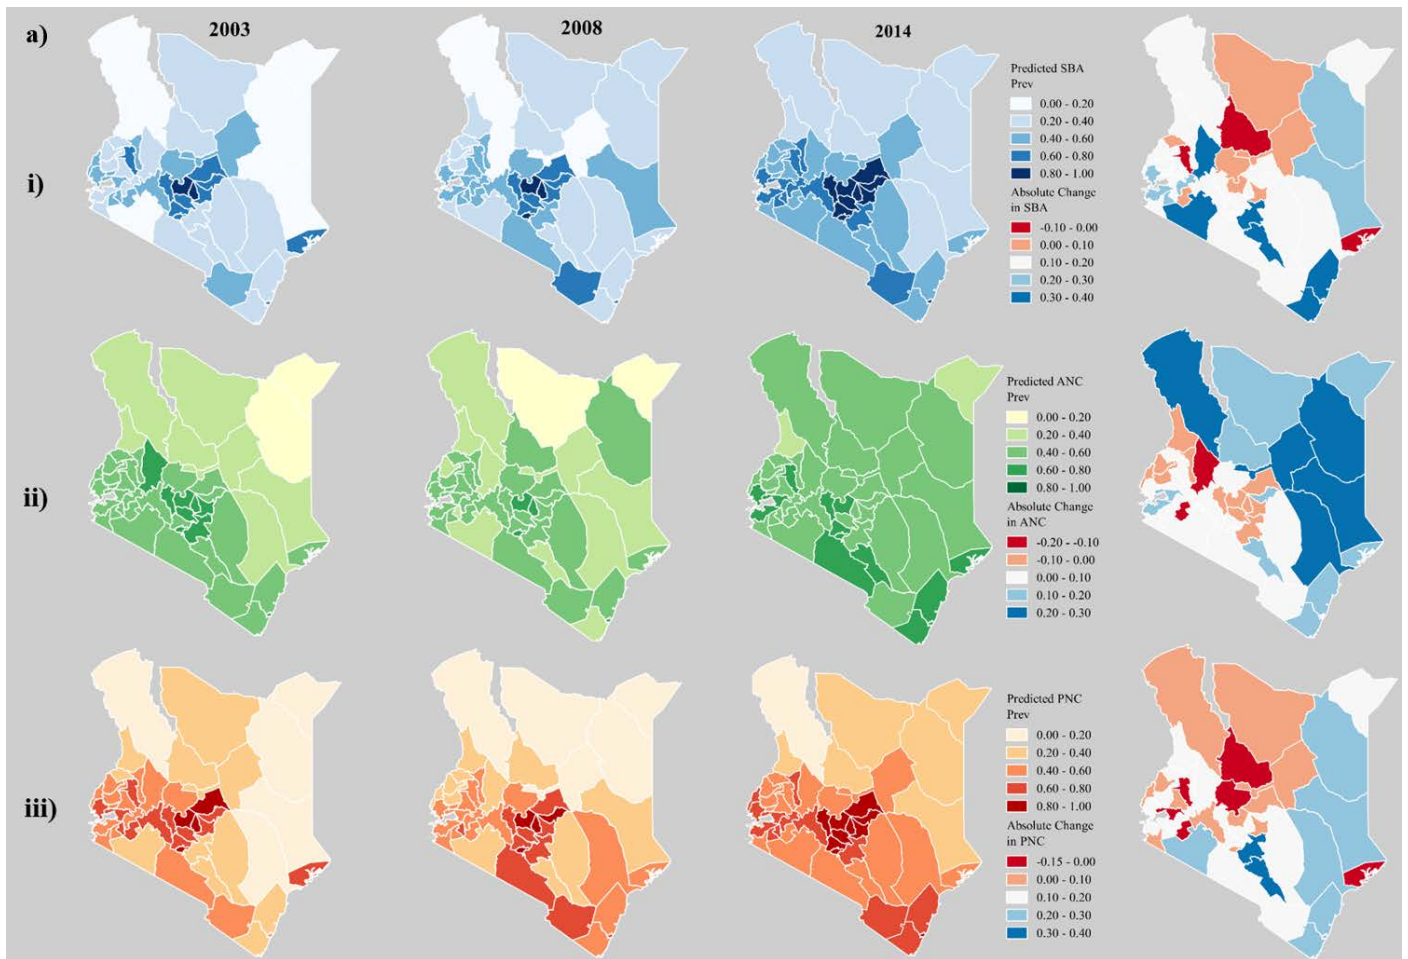 a)
2003
2008
2014
i)
Predicted SBA
Prev
0.00 - 0.20
0.20 - 0.40
0.40 - 0.60
0.60 - 0.80
0.80 - 1.00
Absolute Change
in SBA
-0.10 - 0.00
0.00 - 0.10
0.10 - 0.20
0.20 - 0.30
0.30 - 0.40
ii)
Predicted ANC
Prev
0.00 - 0.20
0.20 - 0.40
0.40 - 0.60
0.60 - 0.80
0.80 - 1.00
Absolute Change
in ANC
-0.20 - -0.10
-0.10 - 0.00
0.00 - 0.10
0.10 - 0.20
0.20 - 0.30
iii)
Predicted PNC
Prev
0.00 - 0.20
0.20 - 0.40
0.40 - 0.60
0.60 - 0.80
0.80 - 1.00
Absolute Change
in PNC
-0.15 - 0.00
0.00 - 0.10
0.10 - 0.20
0.20 - 0.30
0.30 - 0.40